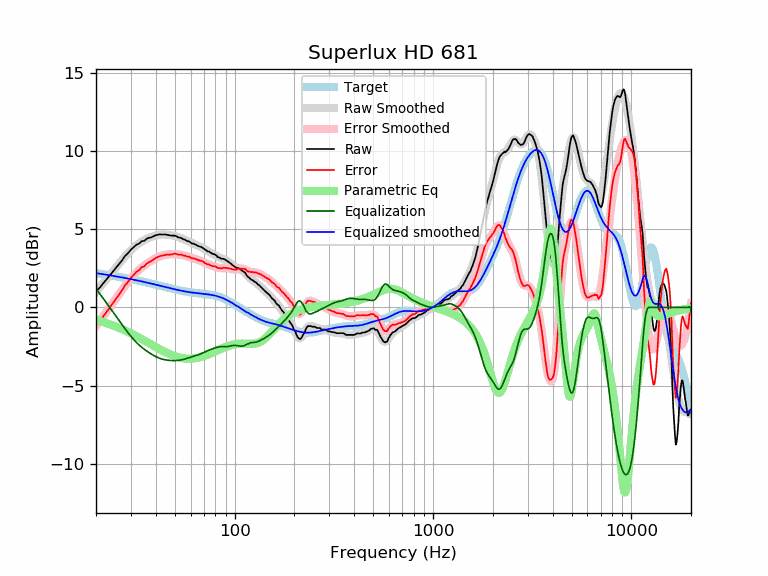 Superlux HD 681
15
10
5
0
−5
−10
Amplitude (dBr)
Target
Raw Smoothed
Error Smoothed
Raw
Error
Parametric Eq
Equalization
Equalized smoothed
100
1000
10000
Frequency (Hz)